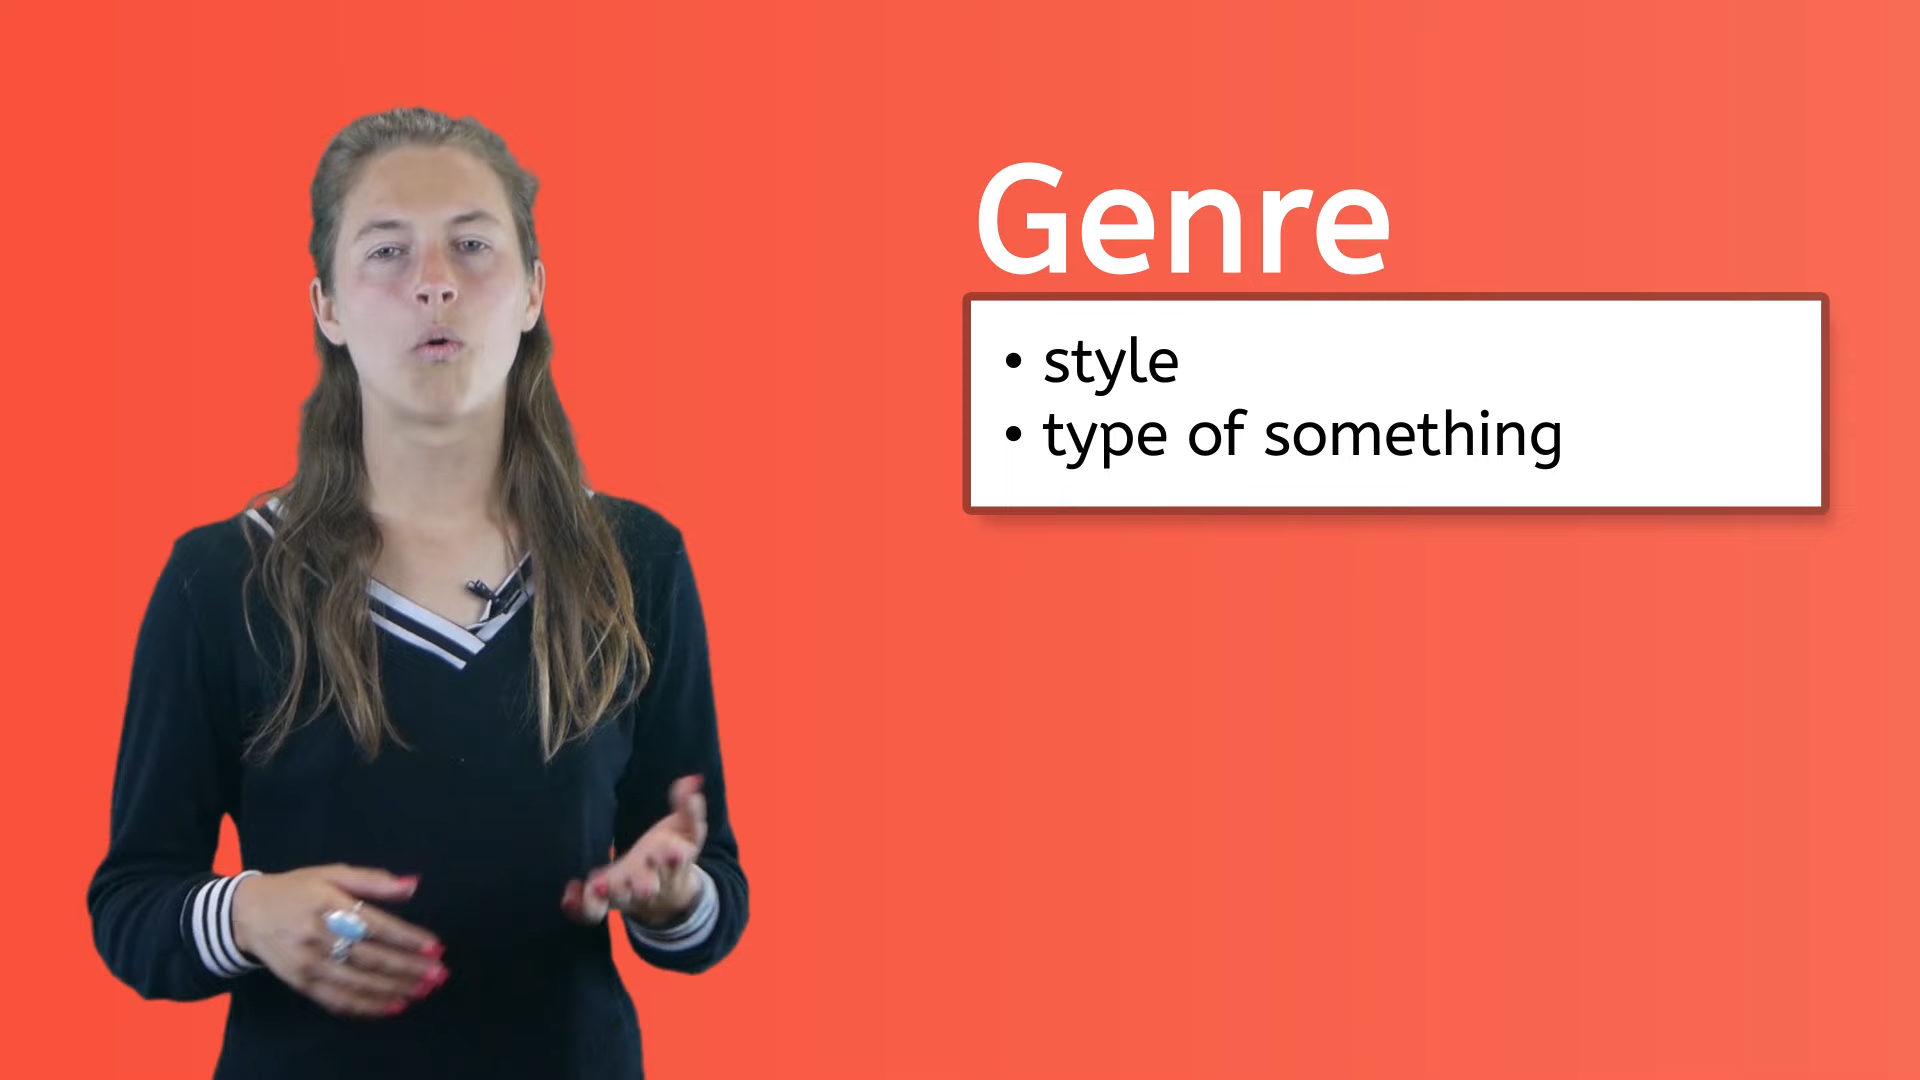 Genre
• style
• type of something